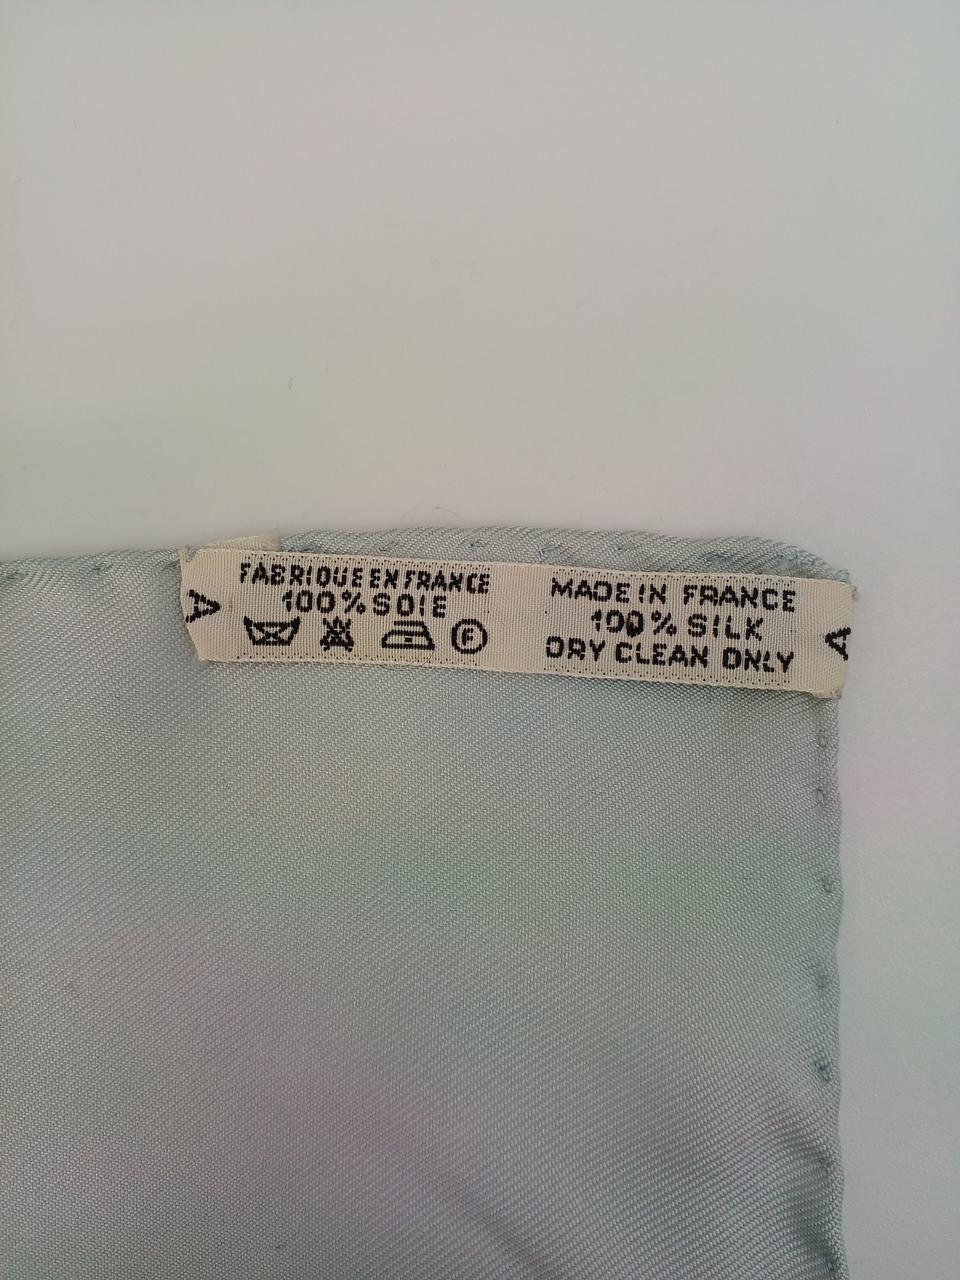 FABRIQUE EN FRANCE
100% SOIE
F
MADE IN FRANCE
100% SILK
DRY CLEAN ONLY
A
A